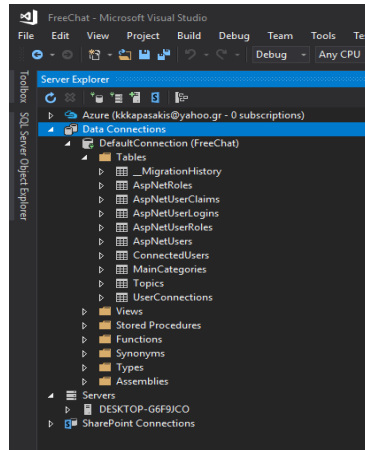 FreeChat - Microsoft Visual Studio
File Edit View Project Build Debug Team Tools Te
Debug Any CPU
Toolbox
SQL Server Object Explorer
Server Explorer
Azure (kkkapasakis@yahoo.gr - 0 subscriptions)
Data Connections
DefaultConnection (FreeChat)
Tables
__MigrationHistory
AspNetRoles
AspNetUserClaims
AspNetUserLogins
AspNetUserRoles
AspNetUsers
ConnectedUsers
MainCategories
Topics
UserConnections
Views
Stored Procedures
Functions
Synonyms
Types
Assemblies
Servers
DESKTOP-G6F9JCO
SharePoint Connections